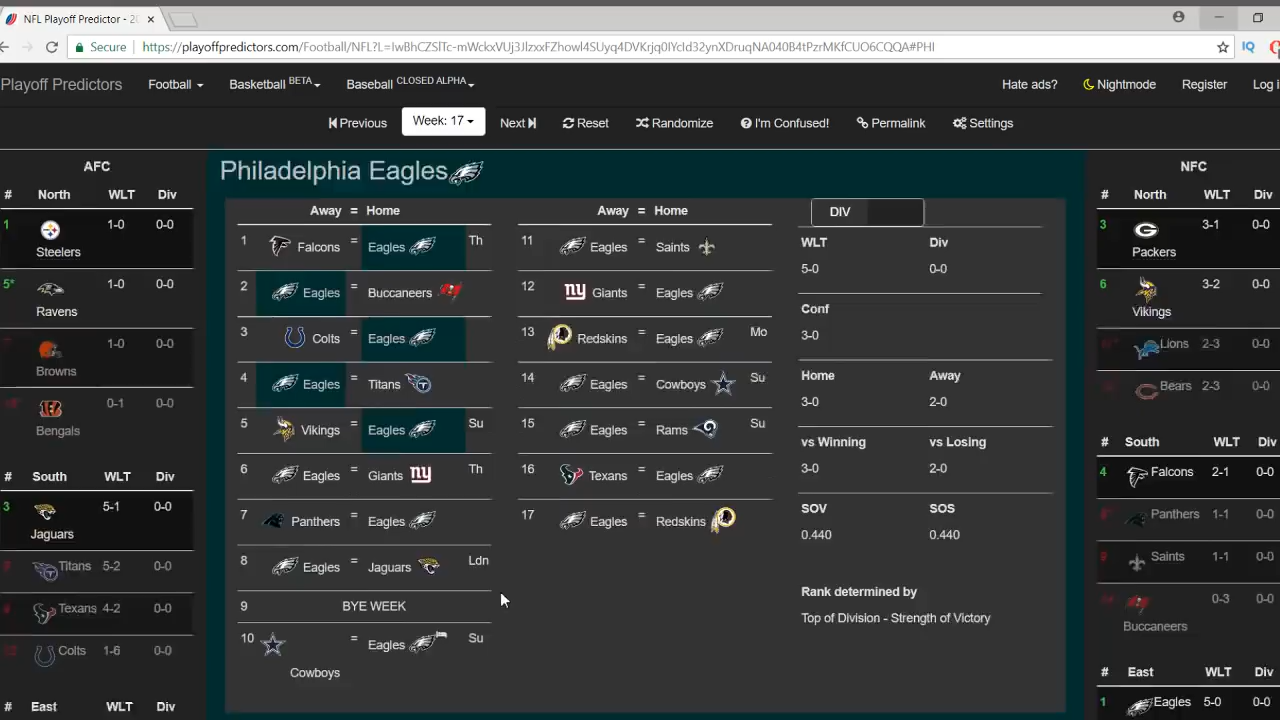 NFL Playoff Predictor - 20
Secure
https://playoffpredictors.com/Football/NFL?L=IwBhCZSlTc-mWckxVUj3JlzxxFZhowl4SUyq4DVKrjq0IYcId32ynXDruqNA040B4tPzrMKfCUO6CQQA#PHI
IQ
Playoff Predictors
Football
Basketball BETA
Baseball CLOSED ALPHA
Hate ads?
Nightmode
Register
Log i
Previous
Week: 17
Next
Reset
Randomize
I'm Confused!
Permalink
Settings
AFC
# North WLT Div
1 Steelers 1-0 0-0
5* Ravens 1-0 0-0
Browns 1-0 0-0
Bengals 0-1 0-0
# South WLT Div
3 Jaguars 5-1 0-0
Titans 5-2 0-0
Texans 4-2 0-0
Colts 1-6 0-0
# East WLT Div
Philadelphia Eagles
Away = Home
1 Falcons = Eagles Th
2 Eagles = Buccaneers
3 Colts = Eagles
4 Eagles = Titans
5 Vikings = Eagles Su
6 Eagles = Giants ny Th
7 Panthers = Eagles
8 Eagles = Jaguars Ldn
9 BYE WEEK
10 Cowboys = Eagles Su
Away = Home
11 Eagles = Saints
12 ny Giants = Eagles
13 Redskins = Eagles Mo
14 Eagles = Cowboys Su
15 Eagles = Rams Su
16 Texans = Eagles
17 Eagles = Redskins
DIV
WLT Div
5-0 0-0
Conf
3-0
Home Away
3-0 2-0
vs Winning vs Losing
3-0 2-0
SOV SOS
0.440 0.440
Rank determined by
Top of Division - Strength of Victory
NFC
# North WLT Div
3 Packers 3-1 0-0
6 Vikings 3-2 0-0
Lions 2-3 0-0
Bears 2-3 0-0
# South WLT Div
4 Falcons 2-1 0-0
Panthers 1-1 0-0
Saints 1-1 0-0
Buccaneers 0-3 0-0
# East WLT Div
1 Eagles 5-0 0-0